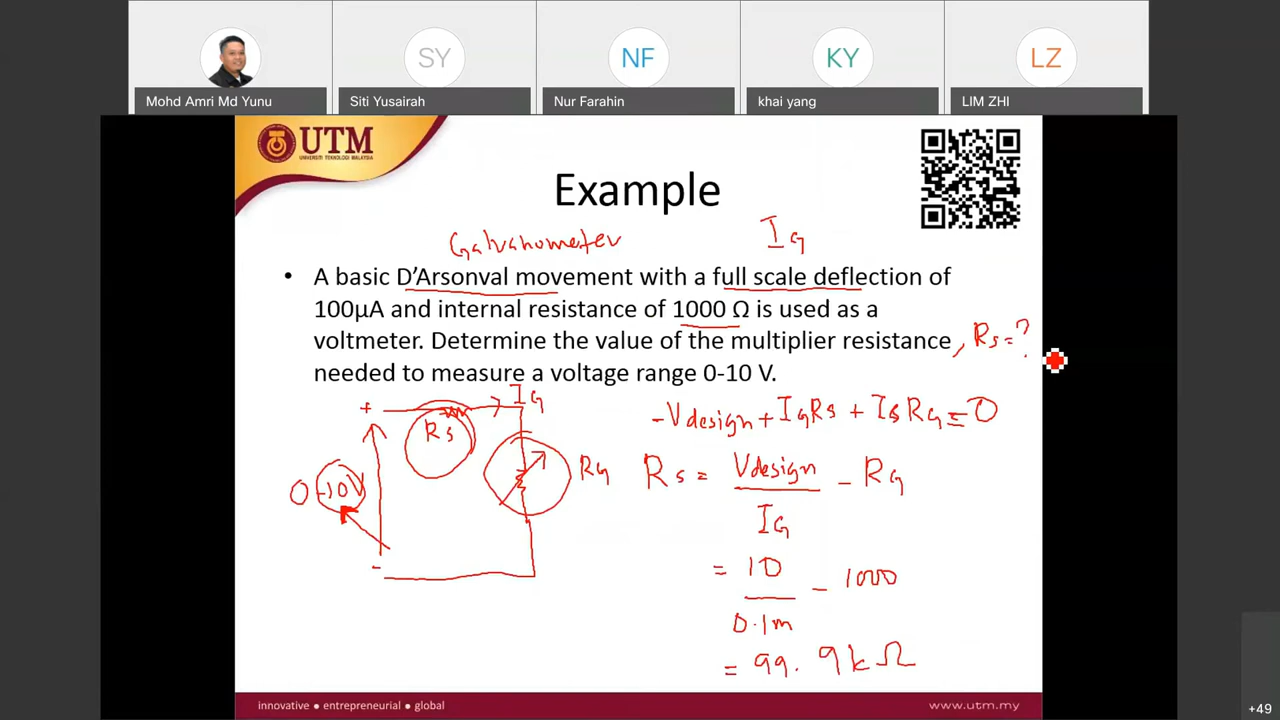 SY
NF
KY
LZ
Mohd Amri Md Yunu
Siti Yusairah
Nur Farahin
khai yang
LIM ZHI
UTM
UNIVERSITI TEKNOLOGI MALAYSIA
Example
Galvanometer
IG
• A basic D’Arsonval movement with a full scale deflection of
100µA and internal resistance of 1000 Ω is used as a
voltmeter. Determine the value of the multiplier resistance
, Rs=?
needed to measure a voltage range 0-10 V.
+ Rs IG
0-10V
RG
-
-Vdesign + IGRs + IGRG = 0
Rs = Vdesign / IG - RG
= 10 / 0.1m - 1000
= 99.9kΩ
innovative ● entrepreneurial ● global
www.utm.my
+49